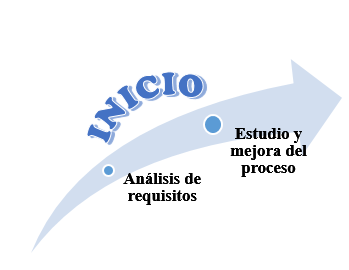 INICIO
Análisis de
requisitos
Estudio y
mejora del
proceso